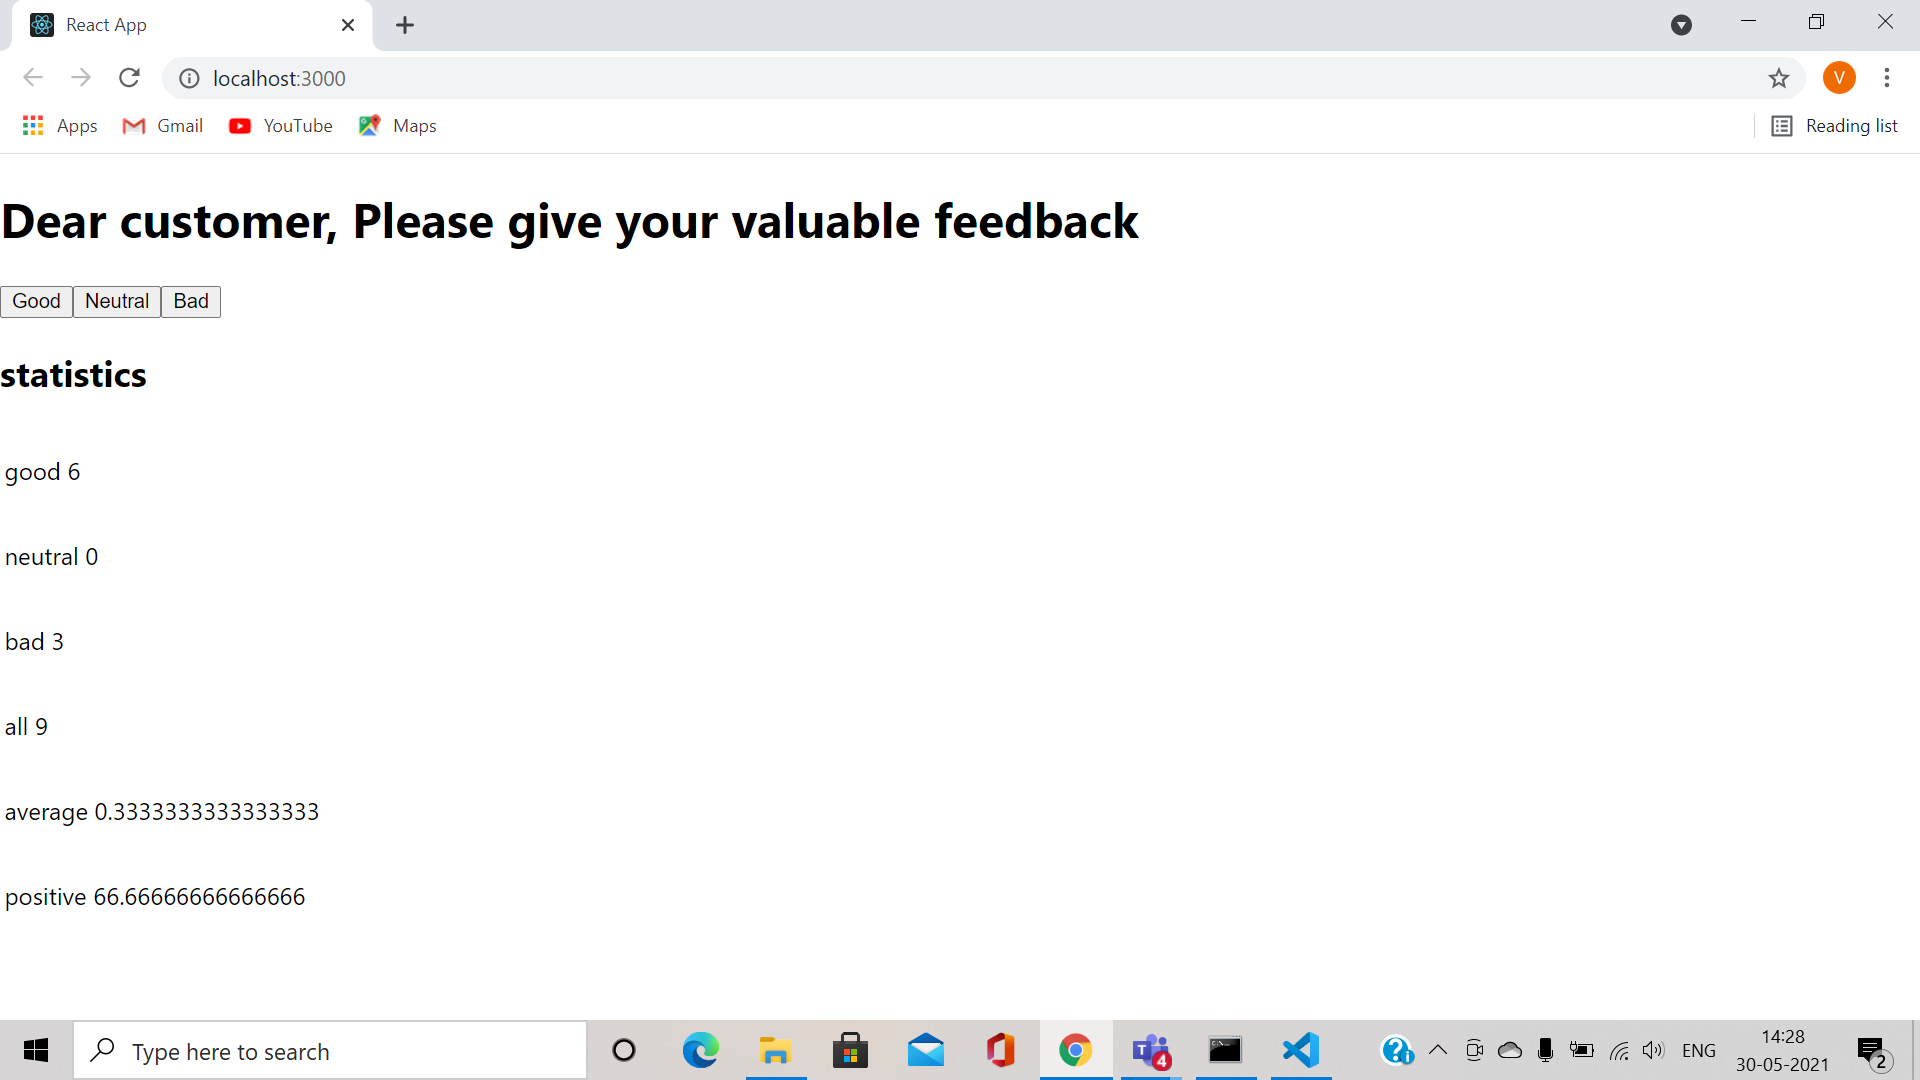 React App
localhost:3000
V
Apps Gmail YouTube Maps Reading list
Dear customer, Please give your valuable feedback
Good Neutral Bad
statistics
good 6
neutral 0
bad 3
all 9
average 0.3333333333333333
positive 66.66666666666666
Type here to search
T 4
ENG
14:28
30-05-2021
2